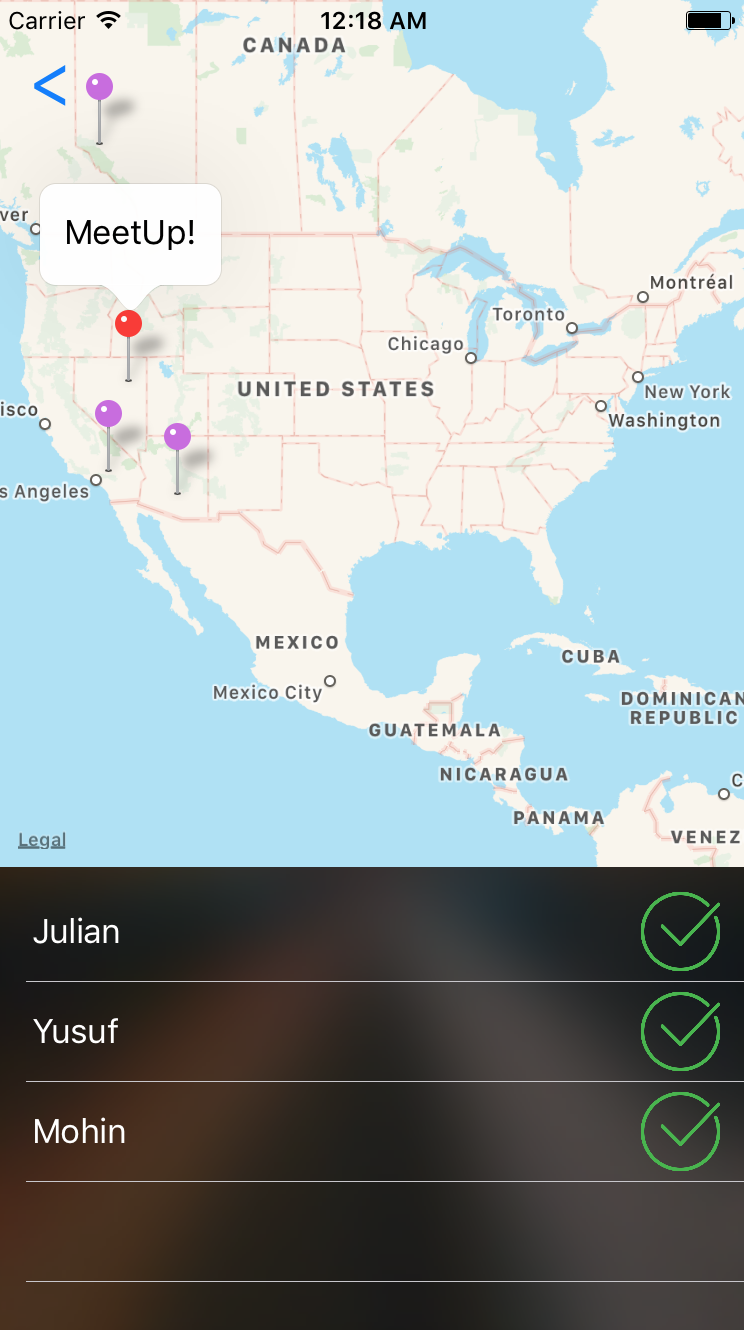 Carrier 12:18 AM
CANADA
<
ver
MeetUp!
Montréal
Toronto
Chicago
UNITED STATES
New York
isco
Washington
s Angeles
MEXICO
CUBA
Mexico City
DOMINICAN
REPUBLIC
GUATEMALA
NICARAGUA
C
PANAMA
VENEZ
Legal
Julian
Yusuf
Mohin